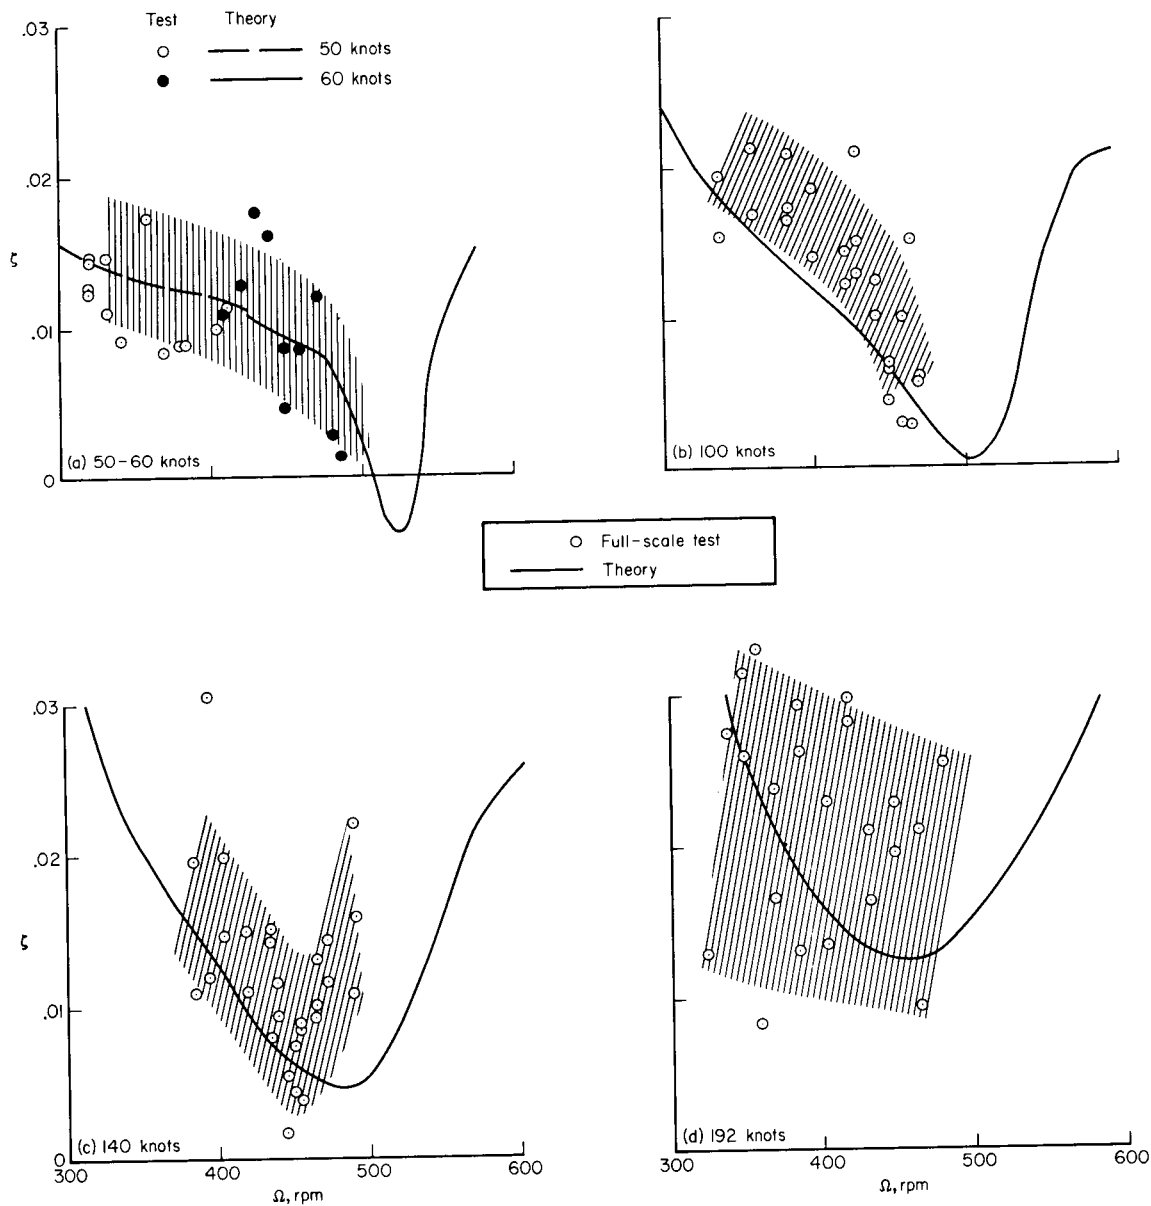 Test Theory
50 knots
60 knots
.03
.02
ζ
.01
0
(a) 50-60 knots
(b) 100 knots
Full-scale test
Theory
.03
.02
ζ
.01
0
(c) 140 knots
300 400 500 600
Ω, rpm
(d) 192 knots
300 400 500 600
Ω, rpm